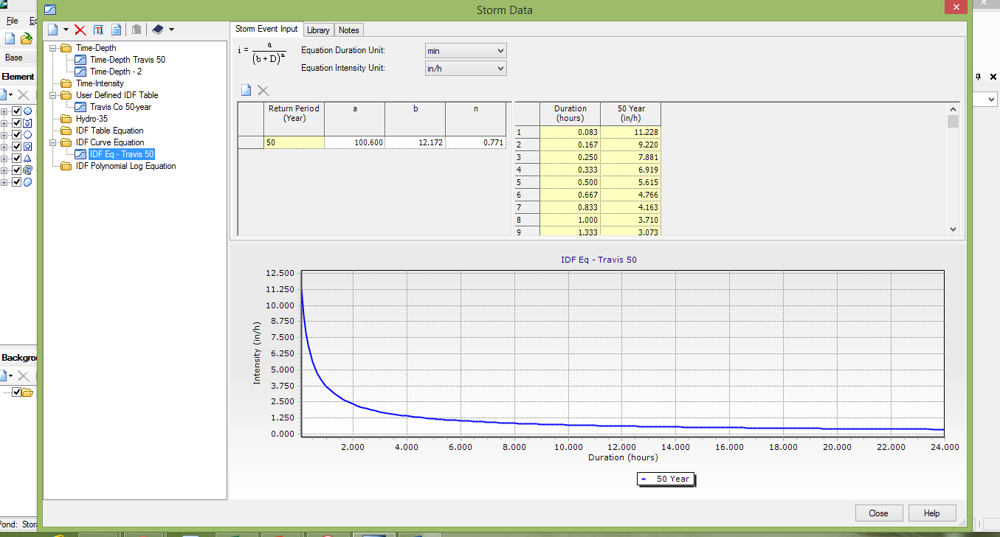 Storm Data
File
Base
Element
Backgro
Pond: Stora
Time-Depth
Time-Depth Travis 50
Time-Depth - 2
Time-Intensity
User Defined IDF Table
Travis Co 50-year
Hydro-35
IDF Table Equation
IDF Curve Equation
IDF Eq - Travis 50
IDF Polynomial Log Equation
Storm Event Input Library Notes
i = a / (b + D)^n
Equation Duration Unit: min
Equation Intensity Unit: in/h
Return Period (Year) a b n
50 100.600 12.172 0.771
Duration (hours) 50 Year (in/h)
1 0.083 11.228
2 0.167 9.220
3 0.250 7.881
4 0.333 6.919
5 0.500 5.615
6 0.667 4.766
7 0.833 4.163
8 1.000 3.710
9 1.333 3.073
IDF Eq - Travis 50
Intensity (in/h)
12.500
11.250
10.000
8.750
7.500
6.250
5.000
3.750
2.500
1.250
0.000
2.000 4.000 6.000 8.000 10.000 12.000 14.000 16.000 18.000 20.000 22.000 24.000
Duration (hours)
50 Year
Close Help